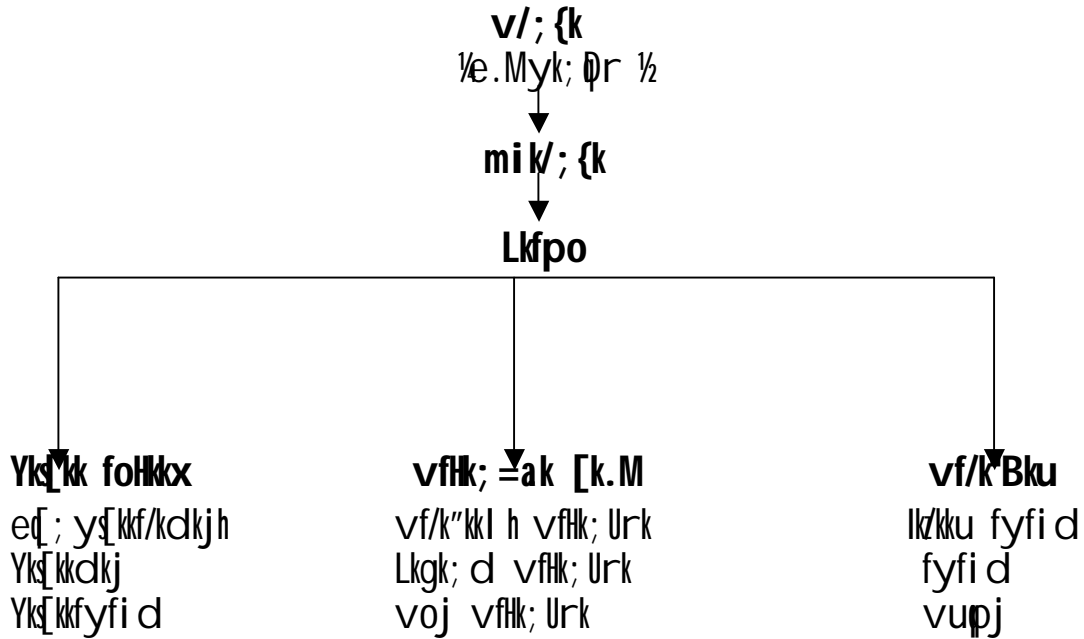 v/;{k
¼e.Myk;qDr ½
mik/;{k
Lkfpo
Yks[kk foHkkx
eq[; ys[kkf/kdkjh
Yks[kkdkj
Yks[kkfyfid
vfHk;=ak [k.M
vf/k"kklh vfHk;Urk
Lkgk;d vfHk;Urk
voj vfHk;Urk
vf/k"Bku
Ikz/kku fyfid
fyfid
vuqpj